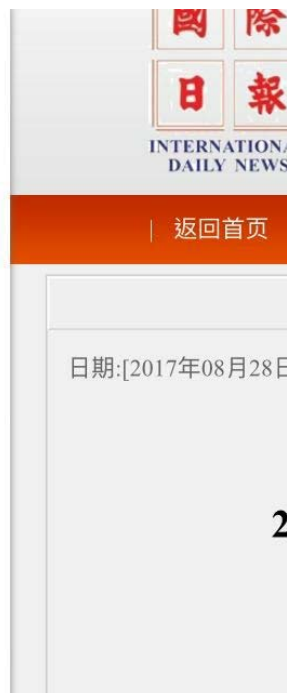 國際
日報
INTERNATIONA
DAILY NEWS
| 返回首页
日期:[2017年08月28日
2